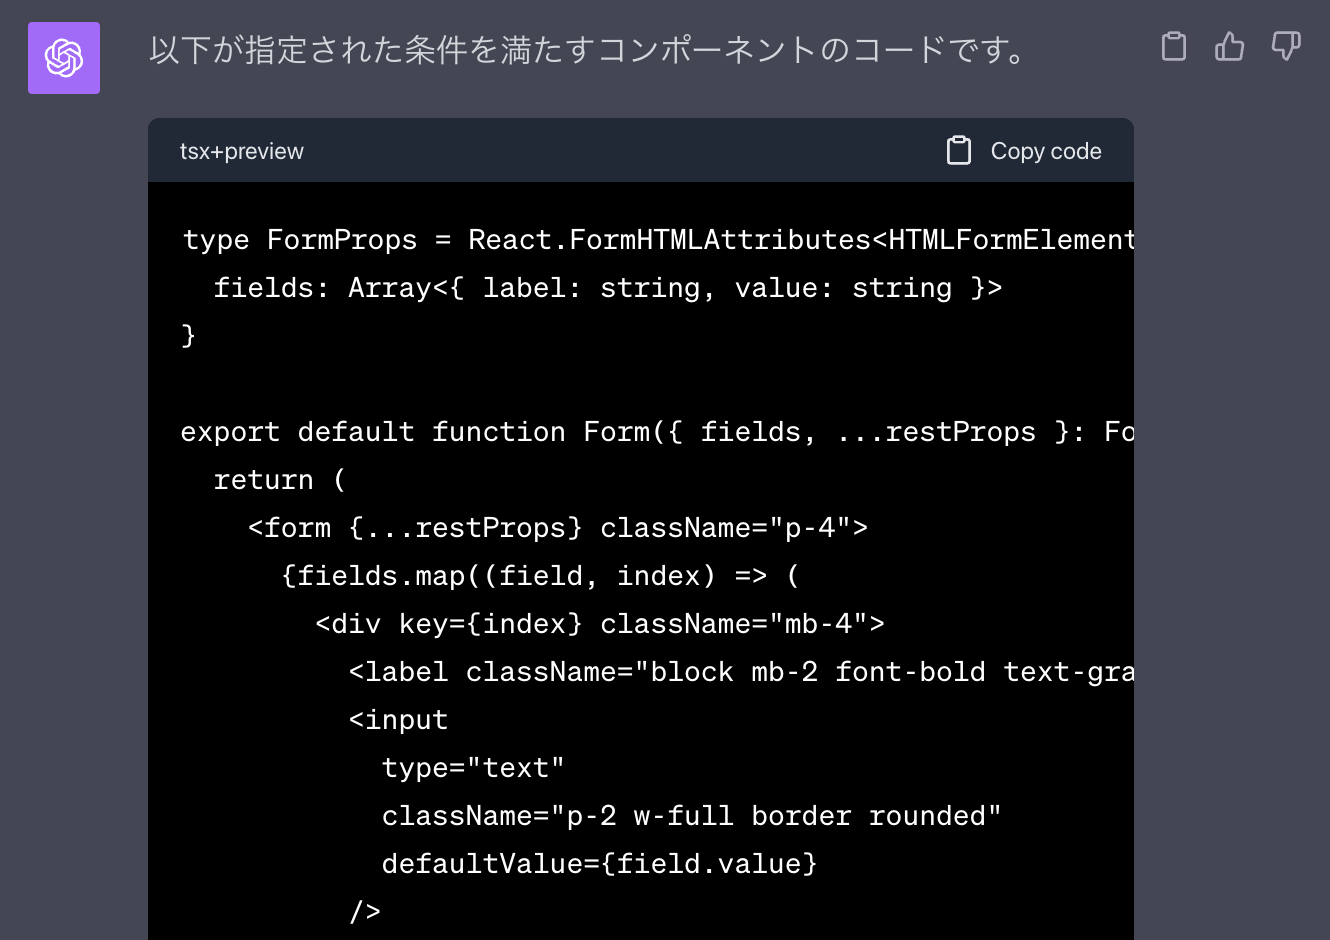 以下が指定された条件を満たすコンポーネントのコードです。
tsx+preview
Copy code
type FormProps = React.FormHTMLAttributes<HTMLFormElement
  fields: Array<{ label: string, value: string }>
}
export default function Form({ fields, ...restProps }: Fo
  return (
    <form {...restProps} className="p-4">
      {fields.map((field, index) => (
        <div key={index} className="mb-4">
          <label className="block mb-2 font-bold text-gra
          <input
            type="text"
            className="p-2 w-full border rounded"
            defaultValue={field.value}
          />